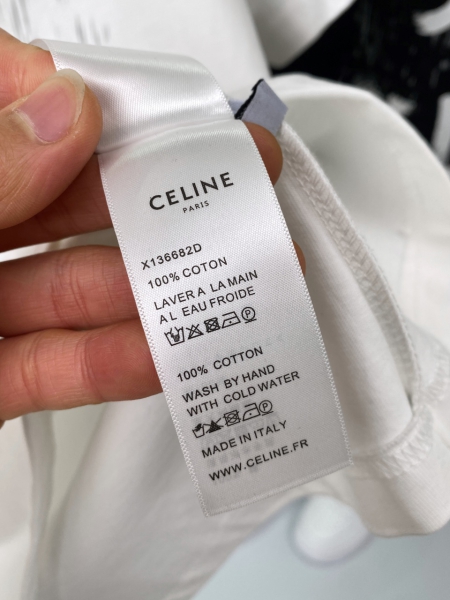 CELINE
PARIS
X136682D
100% COTON
LAVER A LA MAIN
A L EAU FROIDE
100% COTTON
WASH BY HAND
WITH COLD WATER
MADE IN ITALY
WWW.CELINE.FR